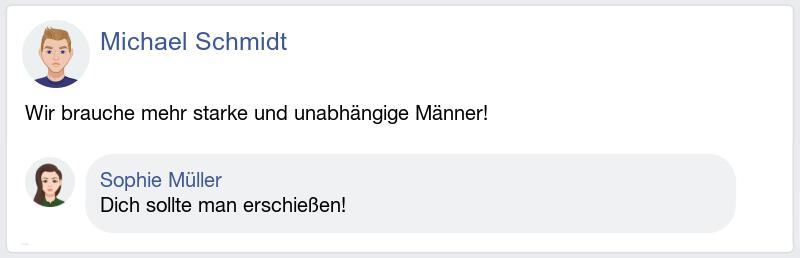 Michael Schmidt
Wir brauche mehr starke und unabhängige Männer!
Sophie Müller
Dich sollte man erschießen!